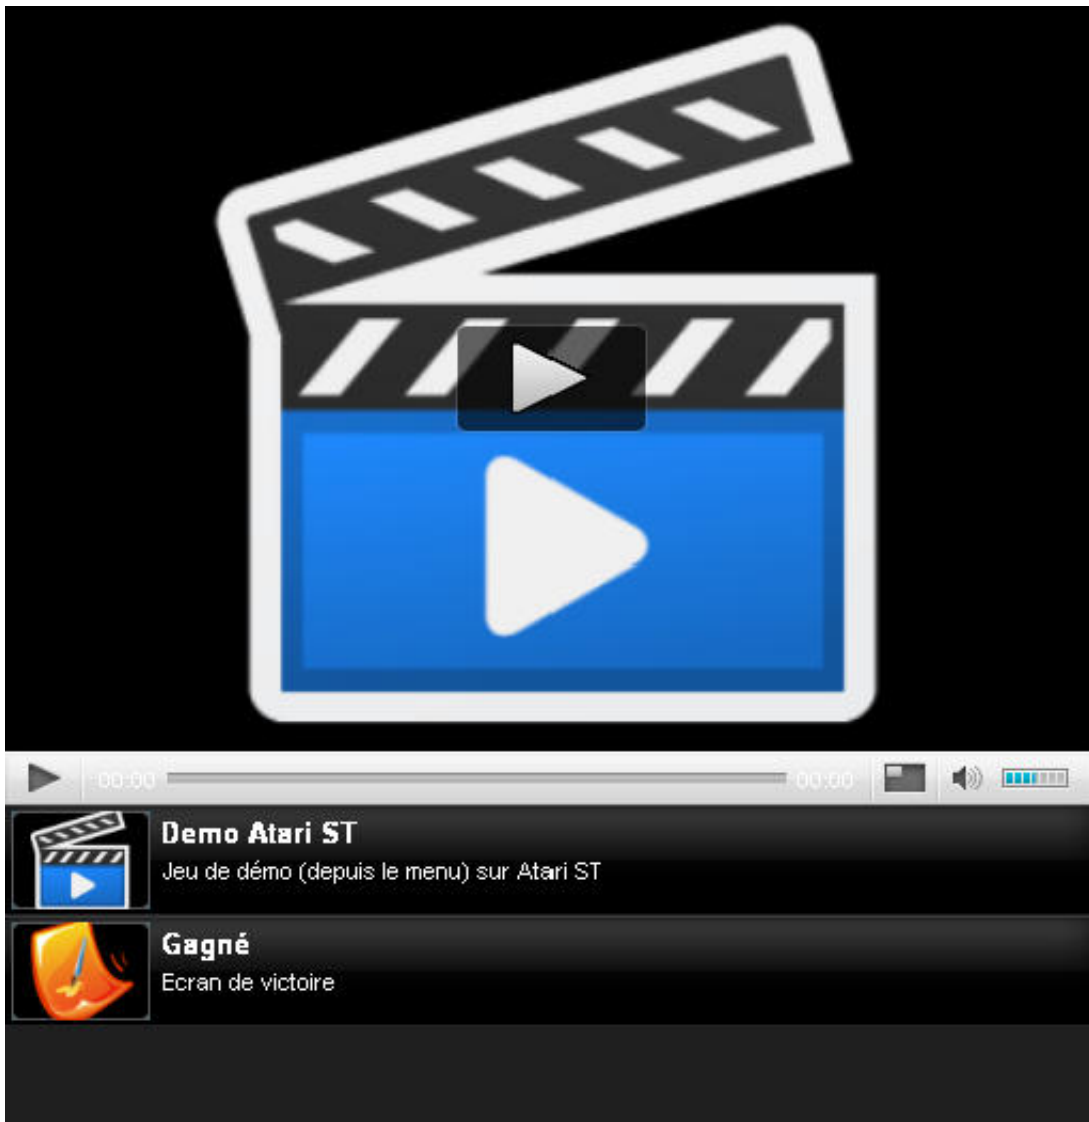 00:00 00:00
Demo Atari ST
Jeu de démo (depuis le menu) sur Atari ST
Gagné
Ecran de victoire